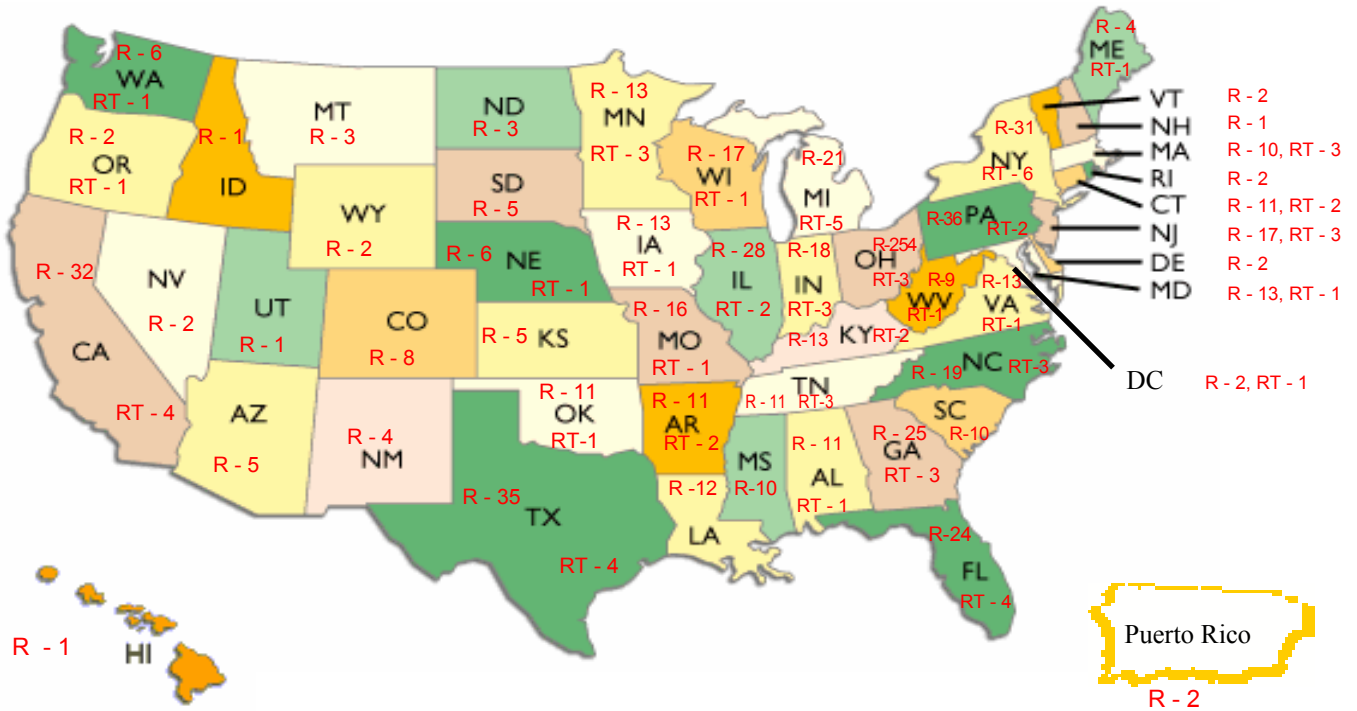 R - 6
WA
RT - 1
R - 2
OR
RT - 1
R - 1
ID
MT
R - 3
ND
R - 3
R - 13
MN
RT - 3
R - 17
WI
RT - 1
R-21
MI
RT-5
R-31
NY
RT - 6
R - 4
ME
RT-1
VT R - 2
NH R - 1
MA R - 10, RT - 3
RI R - 2
CT R - 11, RT - 2
NJ R - 17, RT - 3
DE R - 2
MD R - 13, RT - 1
DC R - 2, RT - 1
SD
R - 5
WY
R - 2
R - 6
NE
RT - 1
R - 13
IA
RT - 1
R - 28
IL
RT - 2
R-18
IN
RT-3
R-254
OH
RT-3
PA
R-36
RT-2
R-9
WV
RT-1
R-13
VA
RT-1
R - 32
CA
RT - 4
NV
R - 2
UT
R - 1
CO
R - 8
R - 5
KS
R - 16
MO
RT - 1
KY
RT-2
R-13
TN
R - 11
RT-3
NC
R - 19
RT-3
SC
R-10
AZ
R - 5
R - 4
NM
R - 11
OK
RT-1
R - 11
AR
RT - 2
MS
R-10
R - 11
AL
RT - 1
R - 25
GA
RT - 3
R - 35
TX
RT - 4
R -12
LA
R-24
FL
RT - 4
R - 1
HI
Puerto Rico
R - 2